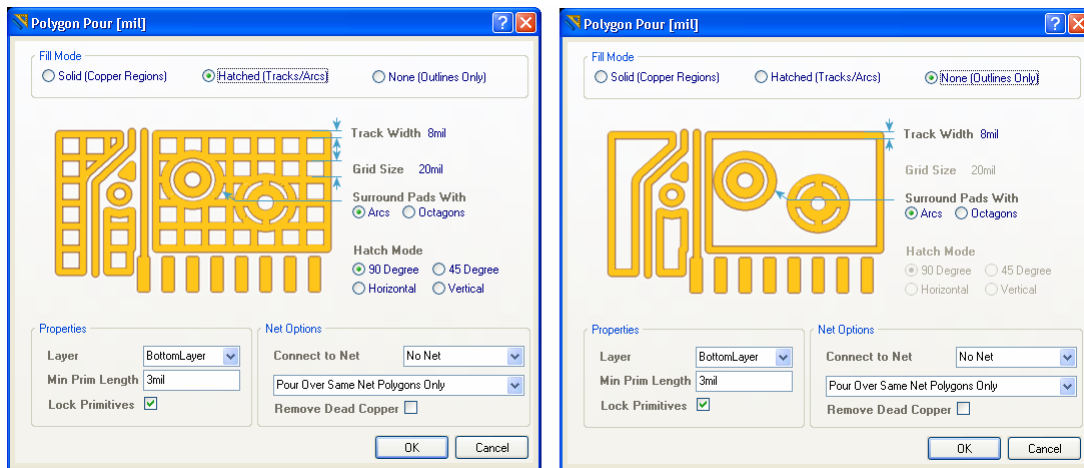 Polygon Pour [mil]
Fill Mode
Solid (Copper Regions) Hatched (Tracks/Arcs) None (Outlines Only)
Track Width 8mil
Grid Size 20mil
Surround Pads With
Arcs Octagons
Hatch Mode
90 Degree 45 Degree
Horizontal Vertical
Properties
Layer BottomLayer
Min Prim Length 3mil
Lock Primitives
Net Options
Connect to Net No Net
Pour Over Same Net Polygons Only
Remove Dead Copper
OK Cancel
Polygon Pour [mil]
Fill Mode
Solid (Copper Regions) Hatched (Tracks/Arcs) None (Outlines Only)
Track Width 8mil
Grid Size 20mil
Surround Pads With
Arcs Octagons
Hatch Mode
90 Degree 45 Degree
Horizontal Vertical
Properties
Layer BottomLayer
Min Prim Length 3mil
Lock Primitives
Net Options
Connect to Net No Net
Pour Over Same Net Polygons Only
Remove Dead Copper
OK Cancel